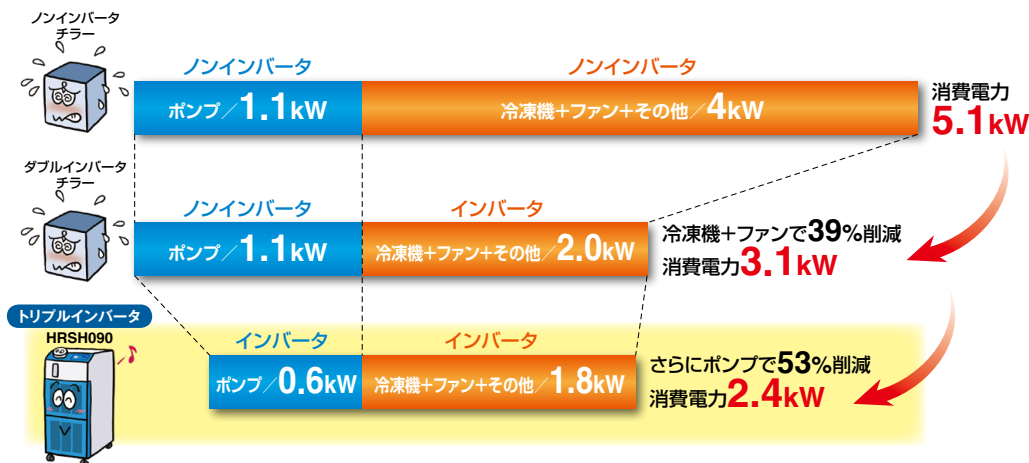 ノンインバータ
チラー
ノンインバータ
ノンインバータ
ポンプ／1.1kW
冷凍機＋ファン＋その他／4kW
消費電力
5.1kW
ダブルインバータ
チラー
ノンインバータ
インバータ
ポンプ／1.1kW
冷凍機＋ファン＋その他／2.0kW
冷凍機＋ファンで39%削減
消費電力3.1kW
トリプルインバータ
HRSH090
インバータ
インバータ
ポンプ／0.6kW
冷凍機＋ファン＋その他／1.8kW
さらにポンプで53%削減
消費電力2.4kW